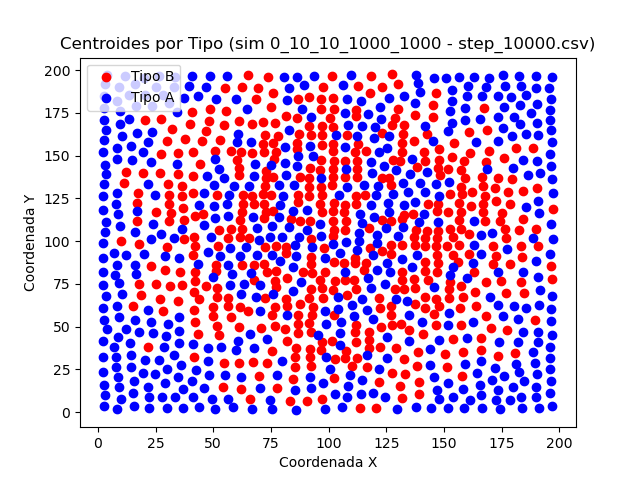 Centroides por Tipo (sim 0_10_10_1000_1000 - step_10000.csv)
Tipo B
Tipo A
200
175
150
125
100
75
50
25
0
Coordenada Y
0 25 50 75 100 125 150 175 200
Coordenada X